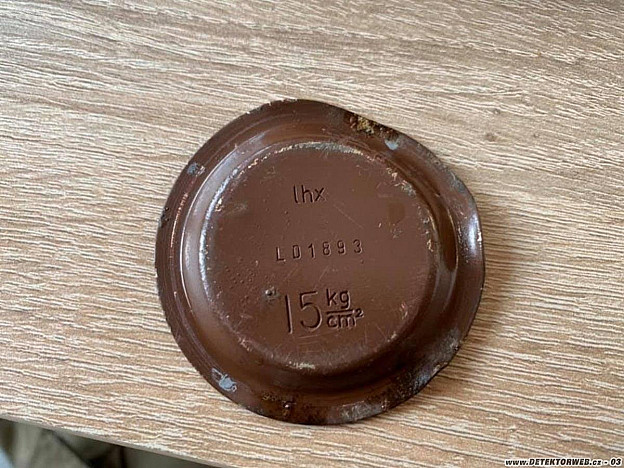 lhx
LD1893
15 kg/cm²
www.DETEKTORWEB.cz - 03